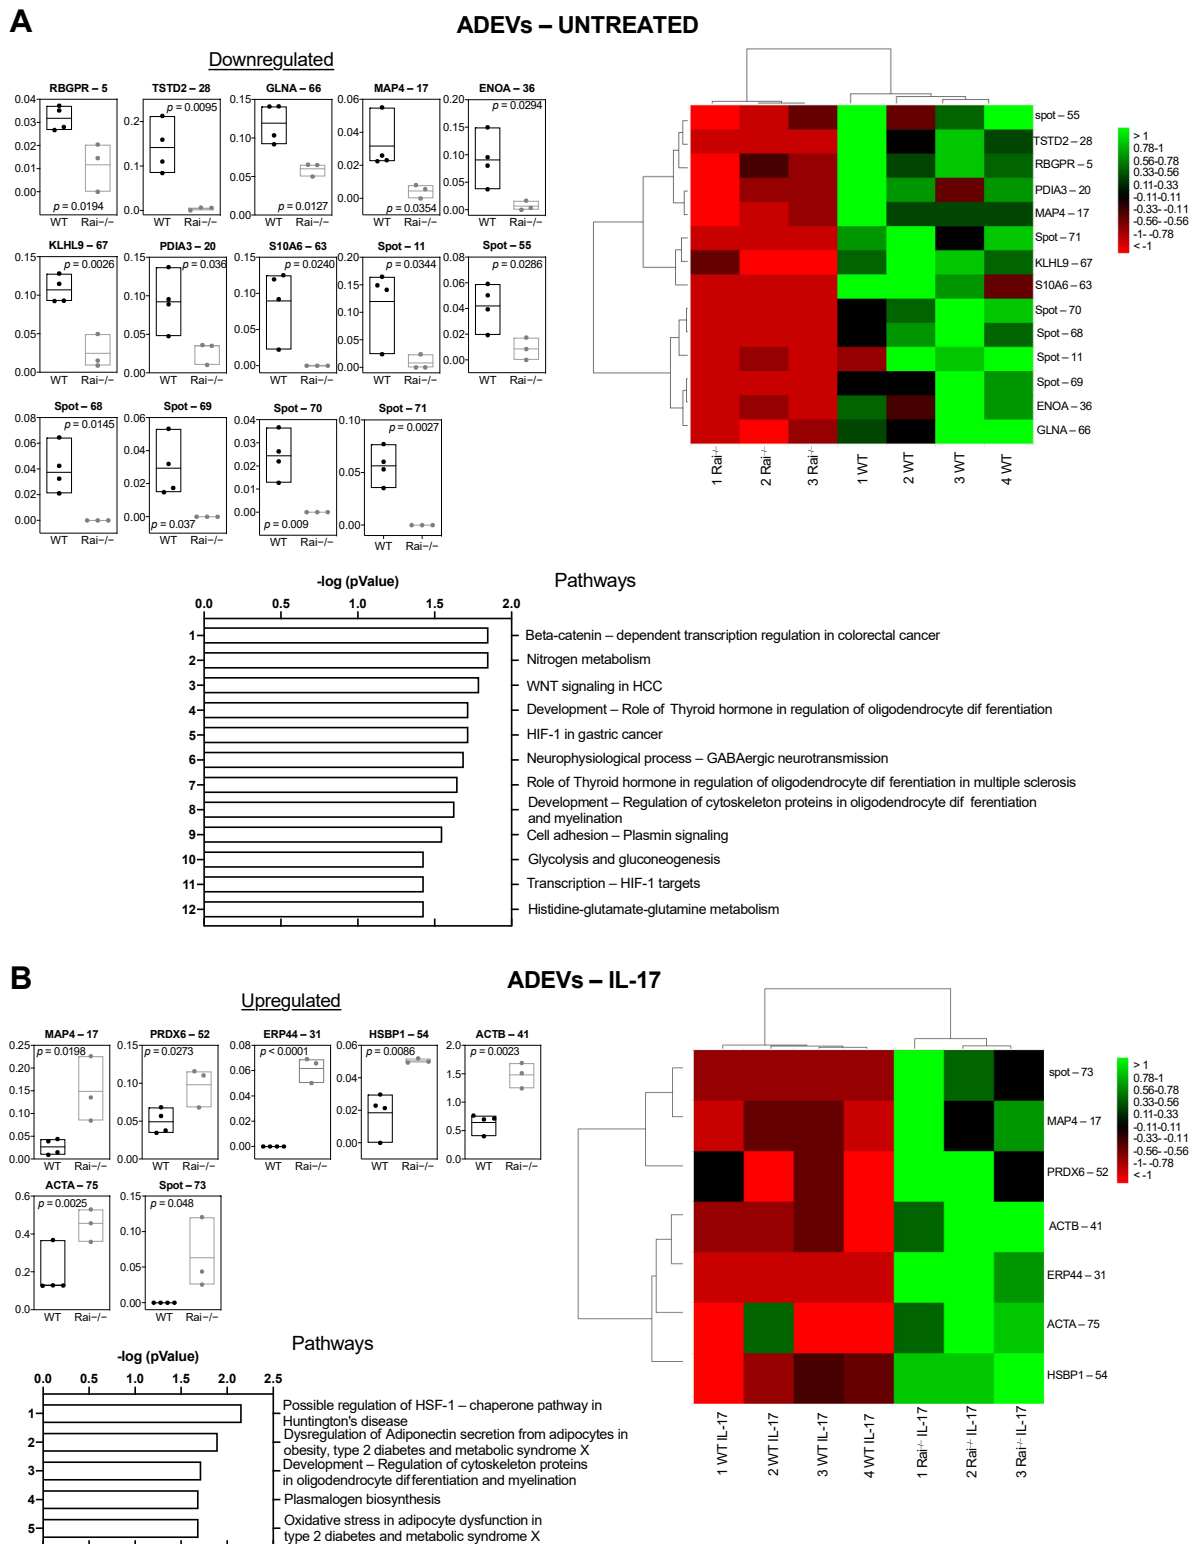 A
ADEVs – UNTREATED
Downregulated
RBGPR – 5
TSTD2 – 28
GLNA – 66
MAP4 – 17
ENOA – 36
0.04
0.03
0.02
0.01
0.00
p = 0.0194
WT Rai−/−
0.2
0.1
0.00
p = 0.0095
WT Rai−/−
0.15
0.10
0.05
0.00
p = 0.0127
WT Rai−/−
0.06
0.04
0.02
0.00
p = 0.0354
WT Rai−/−
0.20
0.15
0.10
0.05
0.00
p = 0.0294
WT Rai−/−
KLHL9 – 67
PDIA3 – 20
S10A6 – 63
Spot – 11
Spot – 55
0.15
0.10
0.05
0.00
p = 0.0026
WT Rai−/−
0.15
0.10
0.05
0.00
p = 0.036
WT Rai−/−
0.15
0.10
0.05
0.00
p = 0.0240
WT Rai−/−
0.20
0.15
0.10
0.05
0.00
p = 0.0344
WT Rai−/−
0.08
0.06
0.04
0.02
0.00
p = 0.0286
WT Rai−/−
Spot – 68
Spot – 69
Spot – 70
Spot – 71
0.08
0.06
0.04
0.02
0.00
p = 0.0145
WT Rai−/−
0.06
0.04
0.02
0.00
p = 0.037
WT Rai−/−
0.04
0.03
0.02
0.01
0.00
p = 0.009
WT Rai−/−
0.10
0.05
0.00
p = 0.0027
WT Rai−/−
spot – 55
TSTD2 – 28
RBGPR – 5
PDIA3 – 20
MAP4 – 17
Spot – 71
KLHL9 – 67
S10A6 – 63
Spot – 70
Spot – 68
Spot – 11
Spot – 69
ENOA – 36
GLNA – 66
1 Rai-/-
2 Rai-/-
3 Rai-/-
1 WT
2 WT
3 WT
4 WT
> 1
0.78-1
0.56-0.78
0.33-0.56
0.11-0.33
-0.11-0.11
-0.33- -0.11
-0.56- -0.56
-1- -0.78
< -1
-log (pValue)
Pathways
0.0 0.5 1.0 1.5 2.0
1 Beta-catenin – dependent transcription regulation in colorectal cancer
2 Nitrogen metabolism
3 WNT signaling in HCC
4 Development – Role of Thyroid hormone in regulation of oligodendrocyte dif ferentiation
5 HIF-1 in gastric cancer
6 Neurophysiological process – GABAergic neurotransmission
7 Role of Thyroid hormone in regulation of oligodendrocyte dif ferentiation in multiple sclerosis
8 Development – Regulation of cytoskeleton proteins in oligodendrocyte dif ferentiation
and myelination
9 Cell adhesion – Plasmin signaling
10 Glycolysis and gluconeogenesis
11 Transcription – HIF-1 targets
12 Histidine-glutamate-glutamine metabolism
B
ADEVs – IL-17
Upregulated
MAP4 – 17
PRDX6 – 52
ERP44 – 31
HSBP1 – 54
ACTB – 41
0.25
0.20
0.15
0.10
0.05
0.00
p = 0.0198
WT Rai−/−
0.15
0.10
0.05
0.00
p = 0.0273
WT Rai−/−
0.08
0.06
0.04
0.02
0.00
p < 0.0001
WT Rai−/−
0.06
0.04
0.02
0.00
p = 0.0086
WT Rai−/−
2.0
1.5
1.0
0.5
0.0
p = 0.0023
WT Rai−/−
ACTA – 75
Spot – 73
0.6
0.4
0.2
0.0
p = 0.0025
WT Rai−/−
0.15
0.10
0.05
0.00
p = 0.048
WT Rai−/−
spot – 73
MAP4 – 17
PRDX6 – 52
ACTB – 41
ERP44 – 31
ACTA – 75
HSBP1 – 54
1 WT IL-17
2 WT IL-17
3 WT IL-17
4 WT IL-17
1 Rai-/- IL-17
2 Rai-/- IL-17
3 Rai-/- IL-17
> 1
0.78-1
0.56-0.78
0.33-0.56
0.11-0.33
-0.11-0.11
-0.33- -0.11
-0.56- -0.56
-1- -0.78
< -1
Pathways
-log (pValue)
0.0 0.5 1.0 1.5 2.0 2.5
1 Possible regulation of HSF-1 – chaperone pathway in
Huntington's disease
2 Dysregulation of Adiponectin secretion from adipocytes in
obesity, type 2 diabetes and metabolic syndrome X
3 Development – Regulation of cytoskeleton proteins
in oligodendrocyte differentiation and myelination
4 Plasmalogen biosynthesis
5 Oxidative stress in adipocyte dysfunction in
type 2 diabetes and metabolic syndrome X